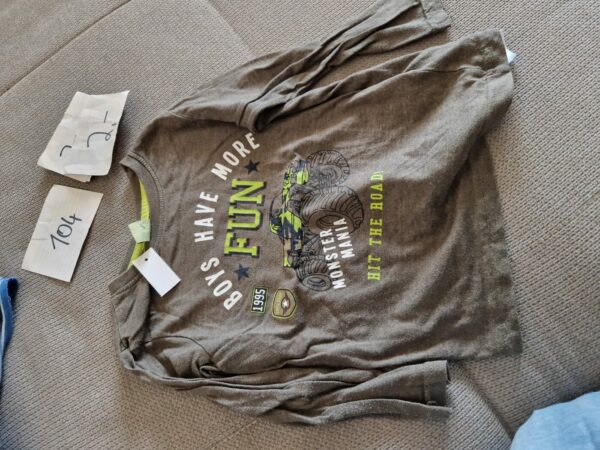 2,-
104
BOYS HAVE MORE
FUN
MONSTER
MANIA
HIT THE ROAD
1995